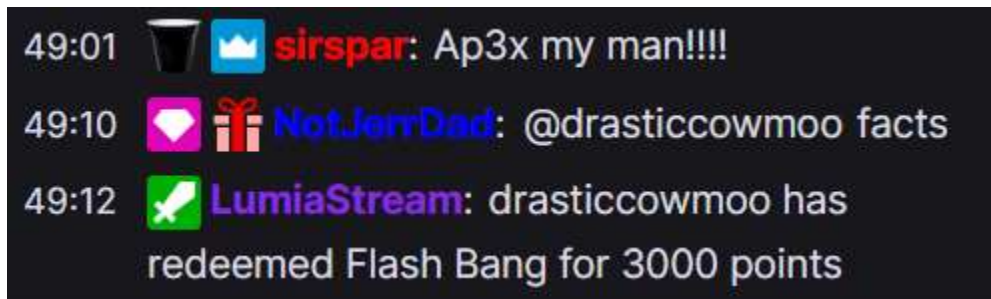 49:01 sirspar: Ap3x my man!!!!
49:10 NotJerrDad: @drasticcowmoo facts
49:12 LumiaStream: drasticcowmoo has
redeemed Flash Bang for 3000 points